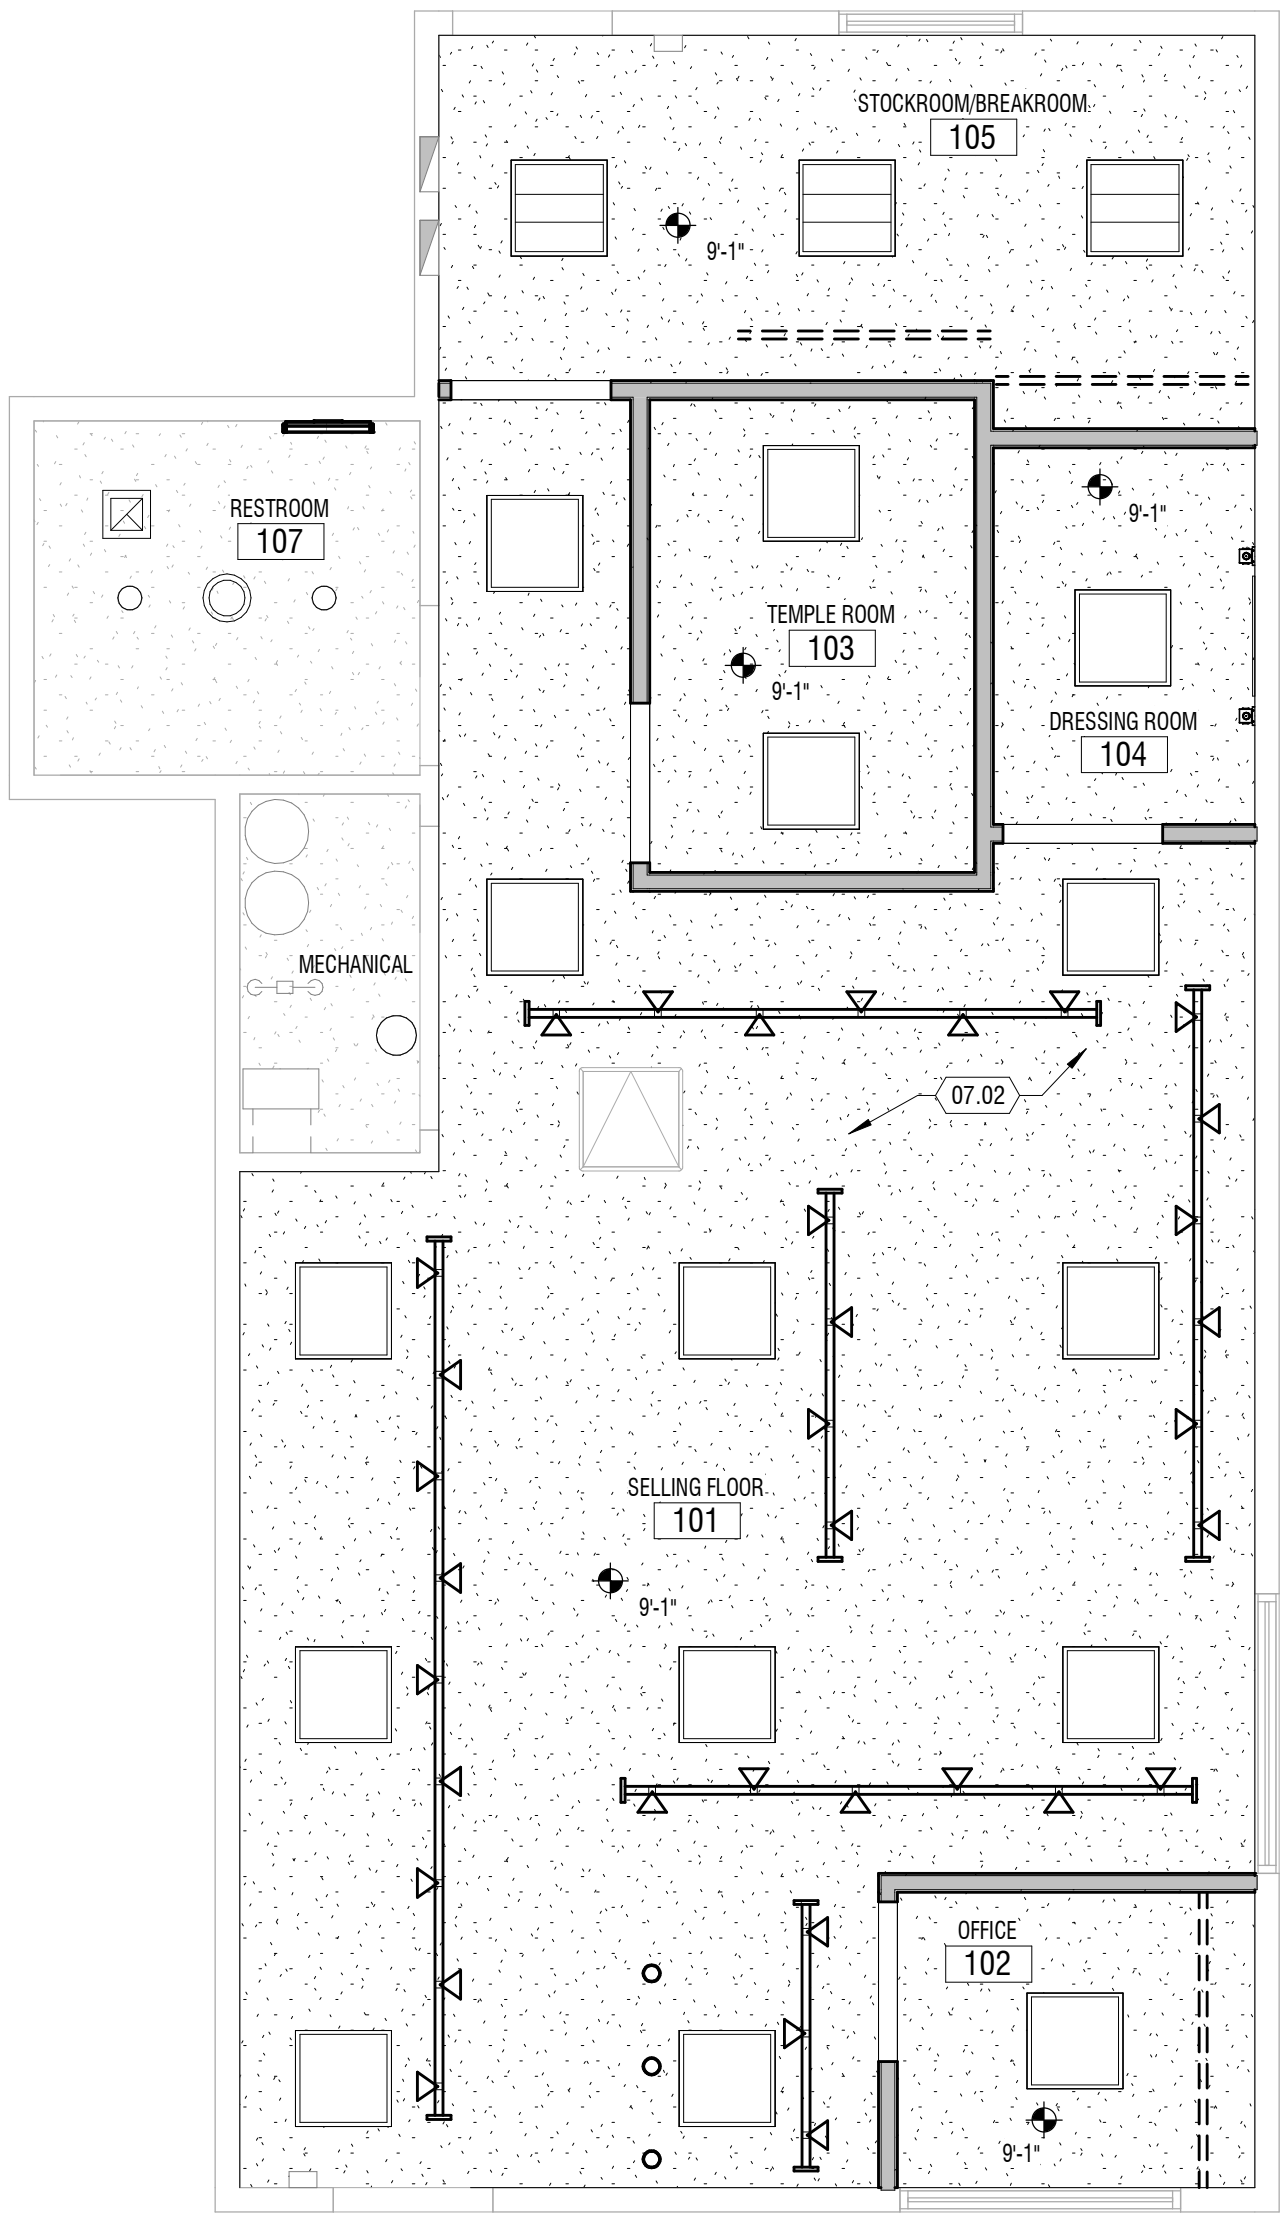 STOCKROOM/BREAKROOM
105
9'-1"
RESTROOM
107
9'-1"
TEMPLE ROOM
103
9'-1"
DRESSING ROOM
104
MECHANICAL
07.02
SELLING FLOOR
101
9'-1"
OFFICE
102
9'-1"